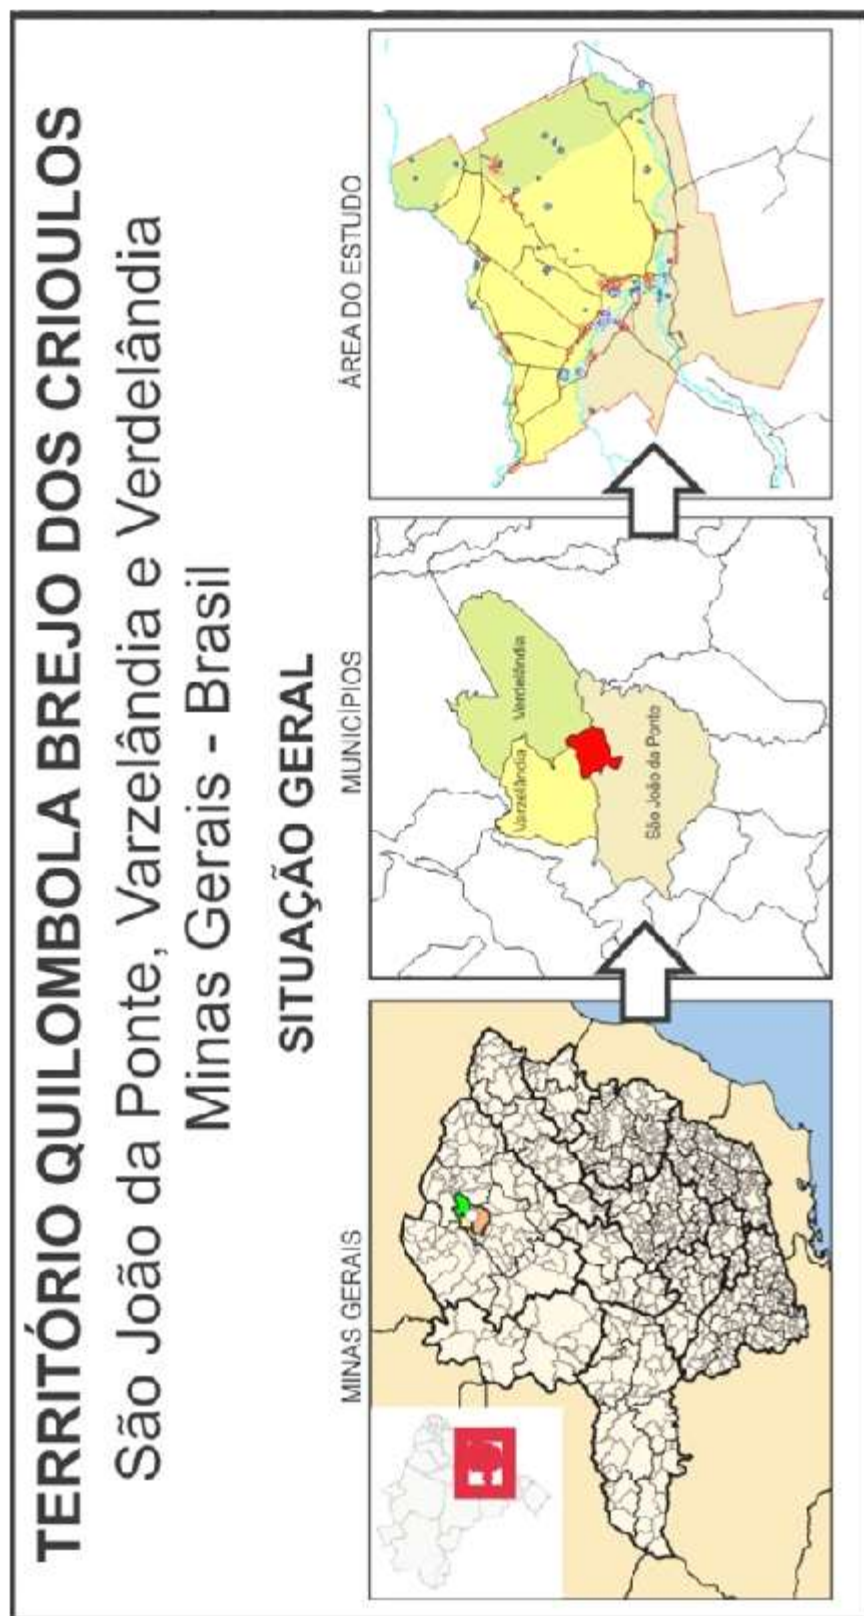 TERRITÓRIO QUILOMBOLA BREJO DOS CRIOULOS
São João da Ponte, Varzelândia e Verdelândia
Minas Gerais - Brasil
SITUAÇÃO GERAL
MINAS GERAIS
MUNICÍPIOS
ÁREA DO ESTUDO
Varzelândia
Verdelândia
São João da Ponto